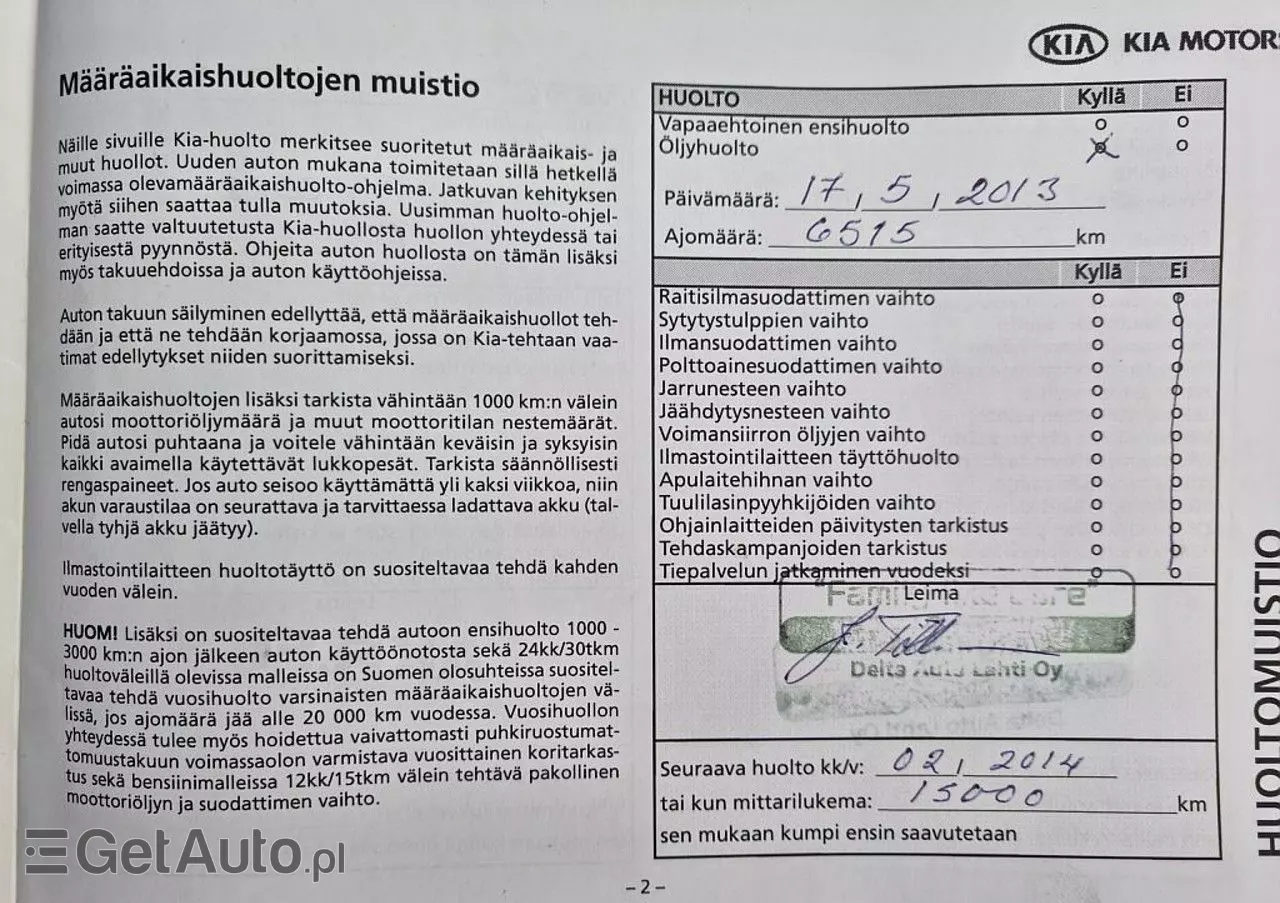 KIA KIA MOTORS
Määräaikaishuoltojen muistio
Näille sivuille Kia-huolto merkitsee suoritetut määräaikais- ja
muut huollot. Uuden auton mukana toimitetaan sillä hetkellä
voimassa olevamääräaikaishuolto-ohjelma. Jatkuvan kehityksen
myötä siihen saattaa tulla muutoksia. Uusimman huolto-ohjel-
man saatte valtuutetusta Kia-huollosta huollon yhteydessä tai
erityisestä pyynnöstä. Ohjeita auton huollosta on tämän lisäksi
myös takuuehdoissa ja auton käyttöohjeissa.
Auton takuun säilyminen edellyttää, että määräaikaishuollot teh-
dään ja että ne tehdään korjaamossa, jossa on Kia-tehtaan vaa-
timat edellytykset niiden suorittamiseksi.
Määräaikaishuoltojen lisäksi tarkista vähintään 1000 km:n välein
autosi moottoriöljymäärä ja muut moottoritilan nestemäärät.
Pidä autosi puhtaana ja voitele vähintään keväisin ja syksyisin
kaikki avaimella käytettävät lukkopesät. Tarkista säännöllisesti
rengaspaineet. Jos auto seisoo käyttämättä yli kaksi viikkoa, niin
akun varaustilaa on seurattava ja tarvittaessa ladattava akku (tal-
vella tyhjä akku jäätyy).
Ilmastointilaitteen huoltotäyttö on suositeltavaa tehdä kahden
vuoden välein.
HUOM! Lisäksi on suositeltavaa tehdä autoon ensihuolto 1000 -
3000 km:n ajon jälkeen auton käyttöönotosta sekä 24kk/30tkm
huoltoväleillä olevissa malleissa on Suomen olosuhteissa suositel-
tavaa tehdä vuosihuolto varsinaisten määräaikaishuoltojen vä-
lissä, jos ajomäärä jää alle 20 000 km vuodessa. Vuosihuollon
yhteydessä tulee myös hoidettua vaivattomasti puhkiruostumat-
tomuustakuun voimassaolon varmistava vuosittainen koritarkas-
tus sekä bensiinimalleissa 12kk/15tkm välein tehtävä pakollinen
moottoriöljyn ja suodattimen vaihto.
HUOLTO Kyllä Ei
Vapaaehtoinen ensihuolto
Öljyhuolto
Päivämäärä: 17, 5, 2013
Ajomäärä: 6515 km
Kyllä Ei
Raitisilmasuodattimen vaihto
Sytytystulppien vaihto
Ilmansuodattimen vaihto
Polttoainesuodattimen vaihto
Jarrunesteen vaihto
Jäähdytysnesteen vaihto
Voimansiirron öljyjen vaihto
Ilmastointilaitteen täyttöhuolto
Apulaitehihnan vaihto
Tuulilasinpyyhkijöiden vaihto
Ohjainlaitteiden päivitysten tarkistus
Tehdaskampanjoiden tarkistus
Tiepalvelun jatkaminen vuodeksi
Leima
"Family Care"
Delta Auto Lahti Oy
Seuraava huolto kk/v: 02, 2014
tai kun mittarilukema: 15000 km
sen mukaan kumpi ensin saavutetaan
HUOLTOMUISTIO
GetAuto.pl
-2-